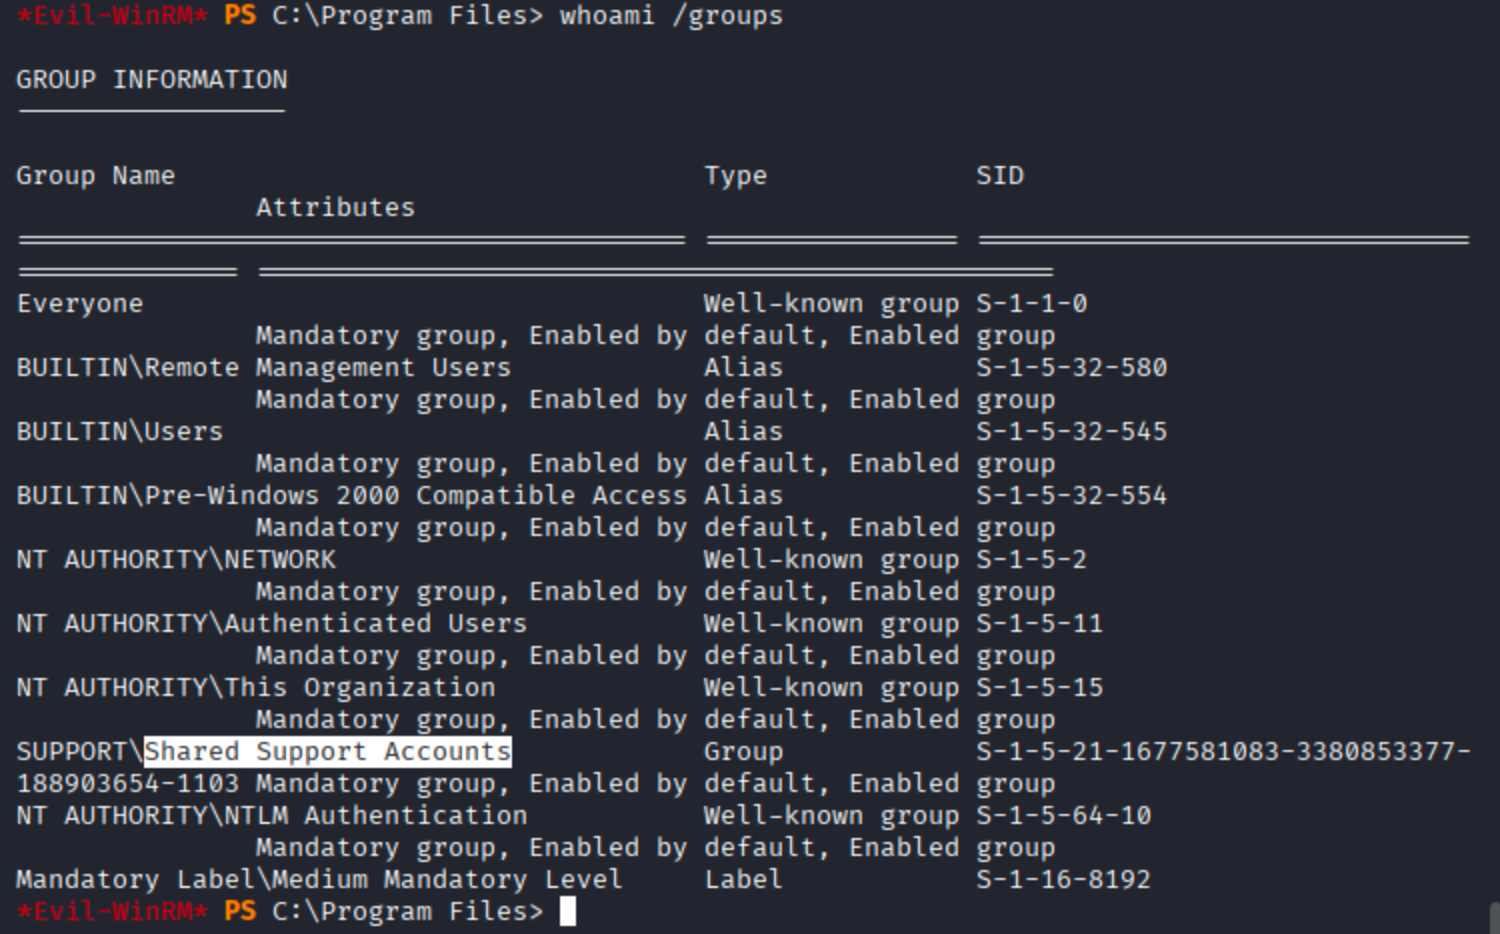 *Evil-WinRM* PS C:\Program Files> whoami /groups
GROUP INFORMATION
Group Name Type SID
Attributes
Everyone Well-known group S-1-1-0
Mandatory group, Enabled by default, Enabled group
BUILTIN\Remote Management Users Alias S-1-5-32-580
Mandatory group, Enabled by default, Enabled group
BUILTIN\Users Alias S-1-5-32-545
Mandatory group, Enabled by default, Enabled group
BUILTIN\Pre-Windows 2000 Compatible Access Alias S-1-5-32-554
Mandatory group, Enabled by default, Enabled group
NT AUTHORITY\NETWORK Well-known group S-1-5-2
Mandatory group, Enabled by default, Enabled group
NT AUTHORITY\Authenticated Users Well-known group S-1-5-11
Mandatory group, Enabled by default, Enabled group
NT AUTHORITY\This Organization Well-known group S-1-5-15
Mandatory group, Enabled by default, Enabled group
SUPPORT\Shared Support Accounts Group S-1-5-21-1677581083-3380853377-
188903654-1103 Mandatory group, Enabled by default, Enabled group
NT AUTHORITY\NTLM Authentication Well-known group S-1-5-64-10
Mandatory group, Enabled by default, Enabled group
Mandatory Label\Medium Mandatory Level Label S-1-16-8192
*Evil-WinRM* PS C:\Program Files>